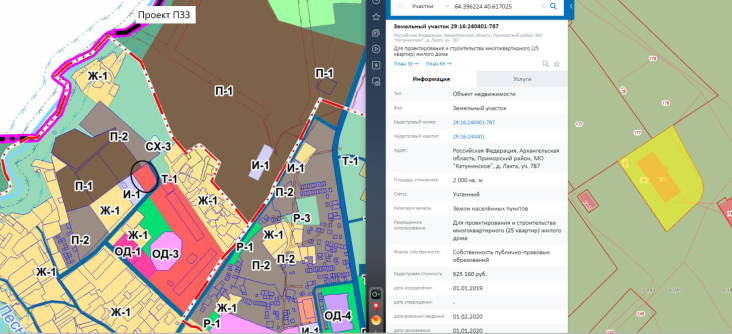 Проект ПЗЗ
Ж-1
П-1
П-1
Ж-1
П-2
СХ-3
И-1
Т-1
П-1
Т-1
П-2
И-1
Ж-1
Р-3
П-2
Ж-1
Р-1
П-2
ОД-1
ОД-3
Ж-1
П-2
Ж-1
Ж-1
Р-1
Ж-1
ОД-4
Участки
64.396224 40.617025
Земельный участок 29:16:240401:787
Российская Федерация, Архангельская область, Приморский район, МО
"Катунинское", д. Лахта, уч. 787
Для проектирования и строительства многоквартирного (25
квартир) жилого дома
План ЗУ → План КК →
Информация
Услуги
Тип: Объект недвижимости
Вид: Земельный участок
Кадастровый номер: 29:16:240401:787
Кадастровый квартал: 29:16:240401
Адрес: Российская Федерация, Архангельская
область, Приморский район, МО
"Катунинское", д. Лахта, уч. 787
Площадь уточненная: 2 000 кв. м
Статус: Учтенный
Категория земель: Земли населённых пунктов
Разрешенное использование: Для проектирования и строительства
многоквартирного (25 квартир) жилого
дома
Форма собственности: Собственность публично-правовых
образований
Кадастровая стоимость: 625 160 руб.
дата определения: 01.01.2019
дата утверждения: -
дата внесения сведений: 01.02.2020
дата применения: 01.01.2020